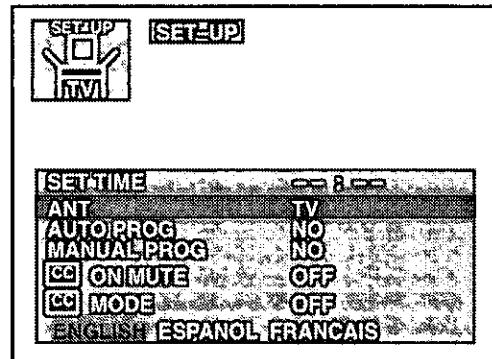 SET-UP
TV
SET-UP
SET TIME -- : --
ANT TV
AUTO PROG NO
MANUAL PROG NO
CC ON MUTE OFF
CC MODE OFF
ENGLISH ESPANOL FRANCAIS